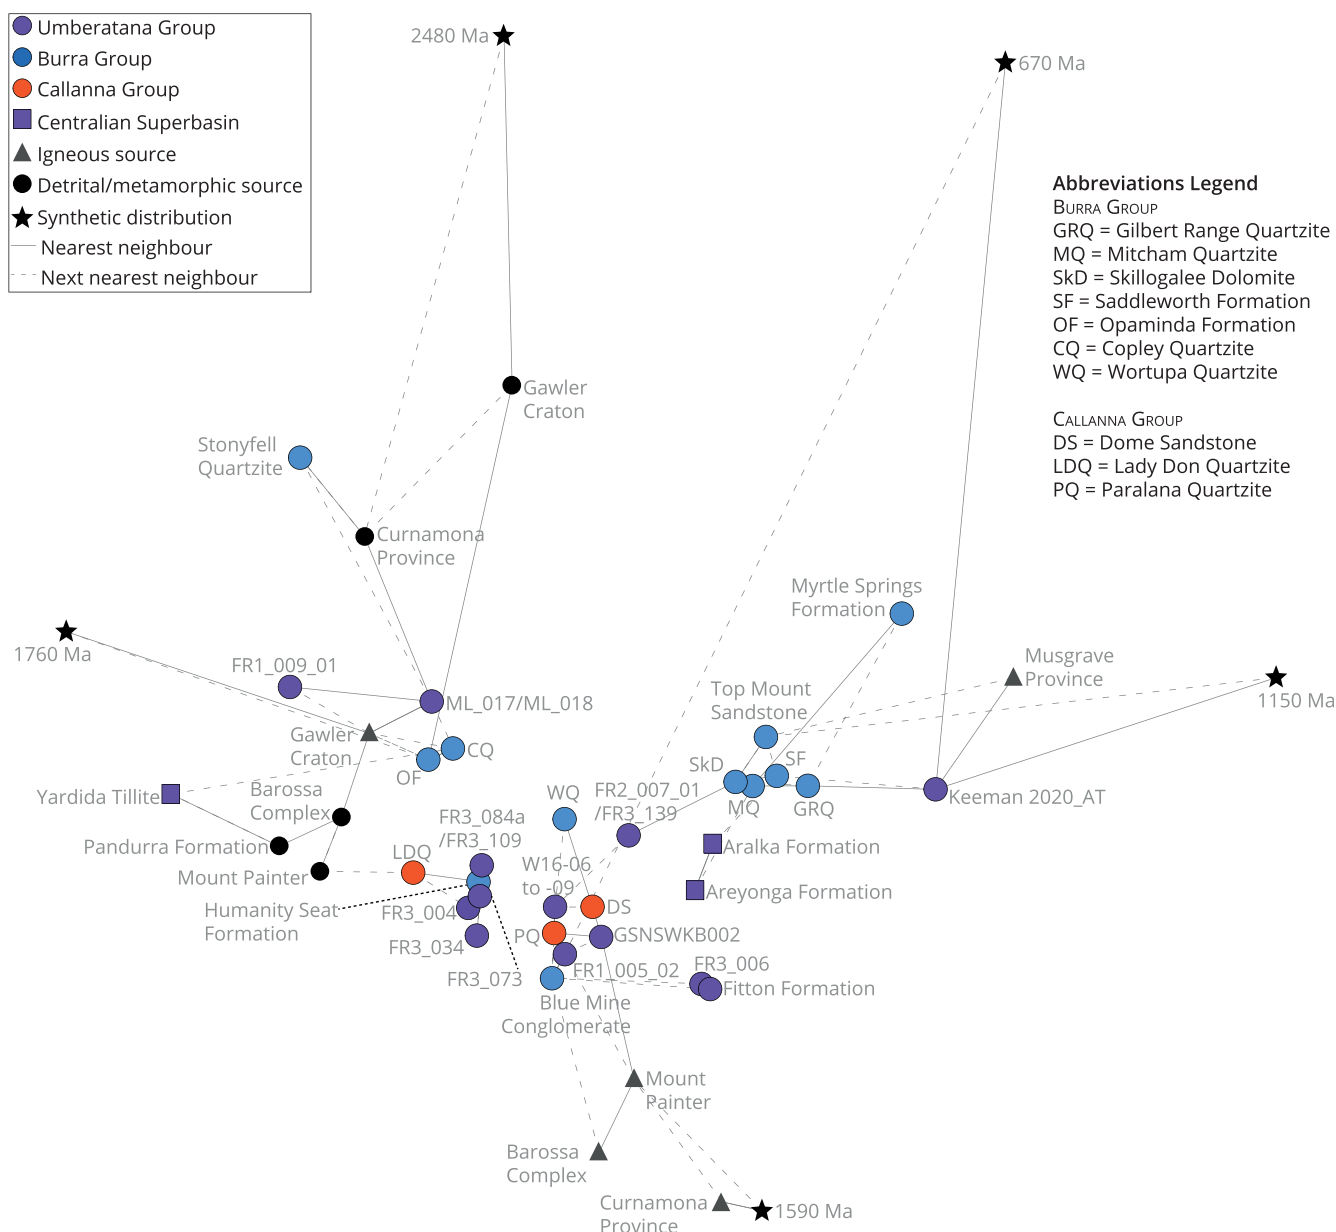 Umberatana Group
Burra Group
Callanna Group
Centralian Superbasin
Igneous source
Detrital/metamorphic source
Synthetic distribution
Nearest neighbour
Next nearest neighbour
2480 Ma
670 Ma
Abbreviations Legend
Burra Group
GRQ = Gilbert Range Quartzite
MQ = Mitcham Quartzite
SkD = Skillogalee Dolomite
SF = Saddleworth Formation
OF = Opaminda Formation
CQ = Copley Quartzite
WQ = Wortupa Quartzite
Callanna Group
DS = Dome Sandstone
LDQ = Lady Don Quartzite
PQ = Paralana Quartzite
Gawler
Craton
Stonyfell
Quartzite
Curnamona
Province
Myrtle Springs
Formation
1760 Ma
FR1_009_01
ML_017/ML_018
Musgrave
Province
Top Mount
Sandstone
1150 Ma
Gawler
Craton
CQ
OF
SkD
SF
MQ
GRQ
Keeman 2020_AT
Yardida Tillite
Barossa
Complex
WQ
FR2_007_01
/FR3_139
FR3_084a
/FR3_109
Pandurra Formation
LDQ
Aralka Formation
Mount Painter
W16-06
to -09
Areyonga Formation
Humanity Seat
Formation
FR3_004
DS
PQ
GSNSWKB002
FR3_034
FR3_073
FR1_005_02
FR3_006
Fitton Formation
Blue Mine
Conglomerate
Mount
Painter
Barossa
Complex
Curnamona
Province
1590 Ma